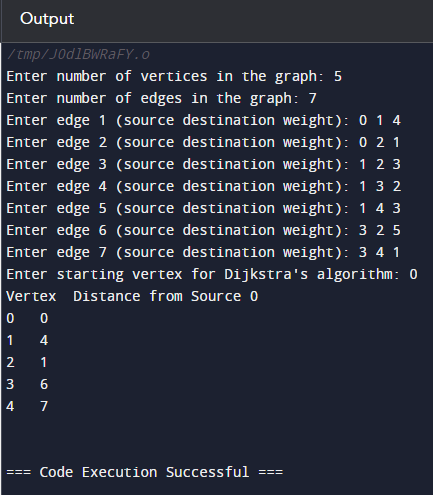 Output
/tmp/JOdlBWRaFY.o
Enter number of vertices in the graph: 5
Enter number of edges in the graph: 7
Enter edge 1 (source destination weight): 0 1 4
Enter edge 2 (source destination weight): 0 2 1
Enter edge 3 (source destination weight): 1 2 3
Enter edge 4 (source destination weight): 1 3 2
Enter edge 5 (source destination weight): 1 4 3
Enter edge 6 (source destination weight): 3 2 5
Enter edge 7 (source destination weight): 3 4 1
Enter starting vertex for Dijkstra's algorithm: 0
Vertex  Distance from Source 0
0   0
1   4
2   1
3   6
4   7
=== Code Execution Successful ===